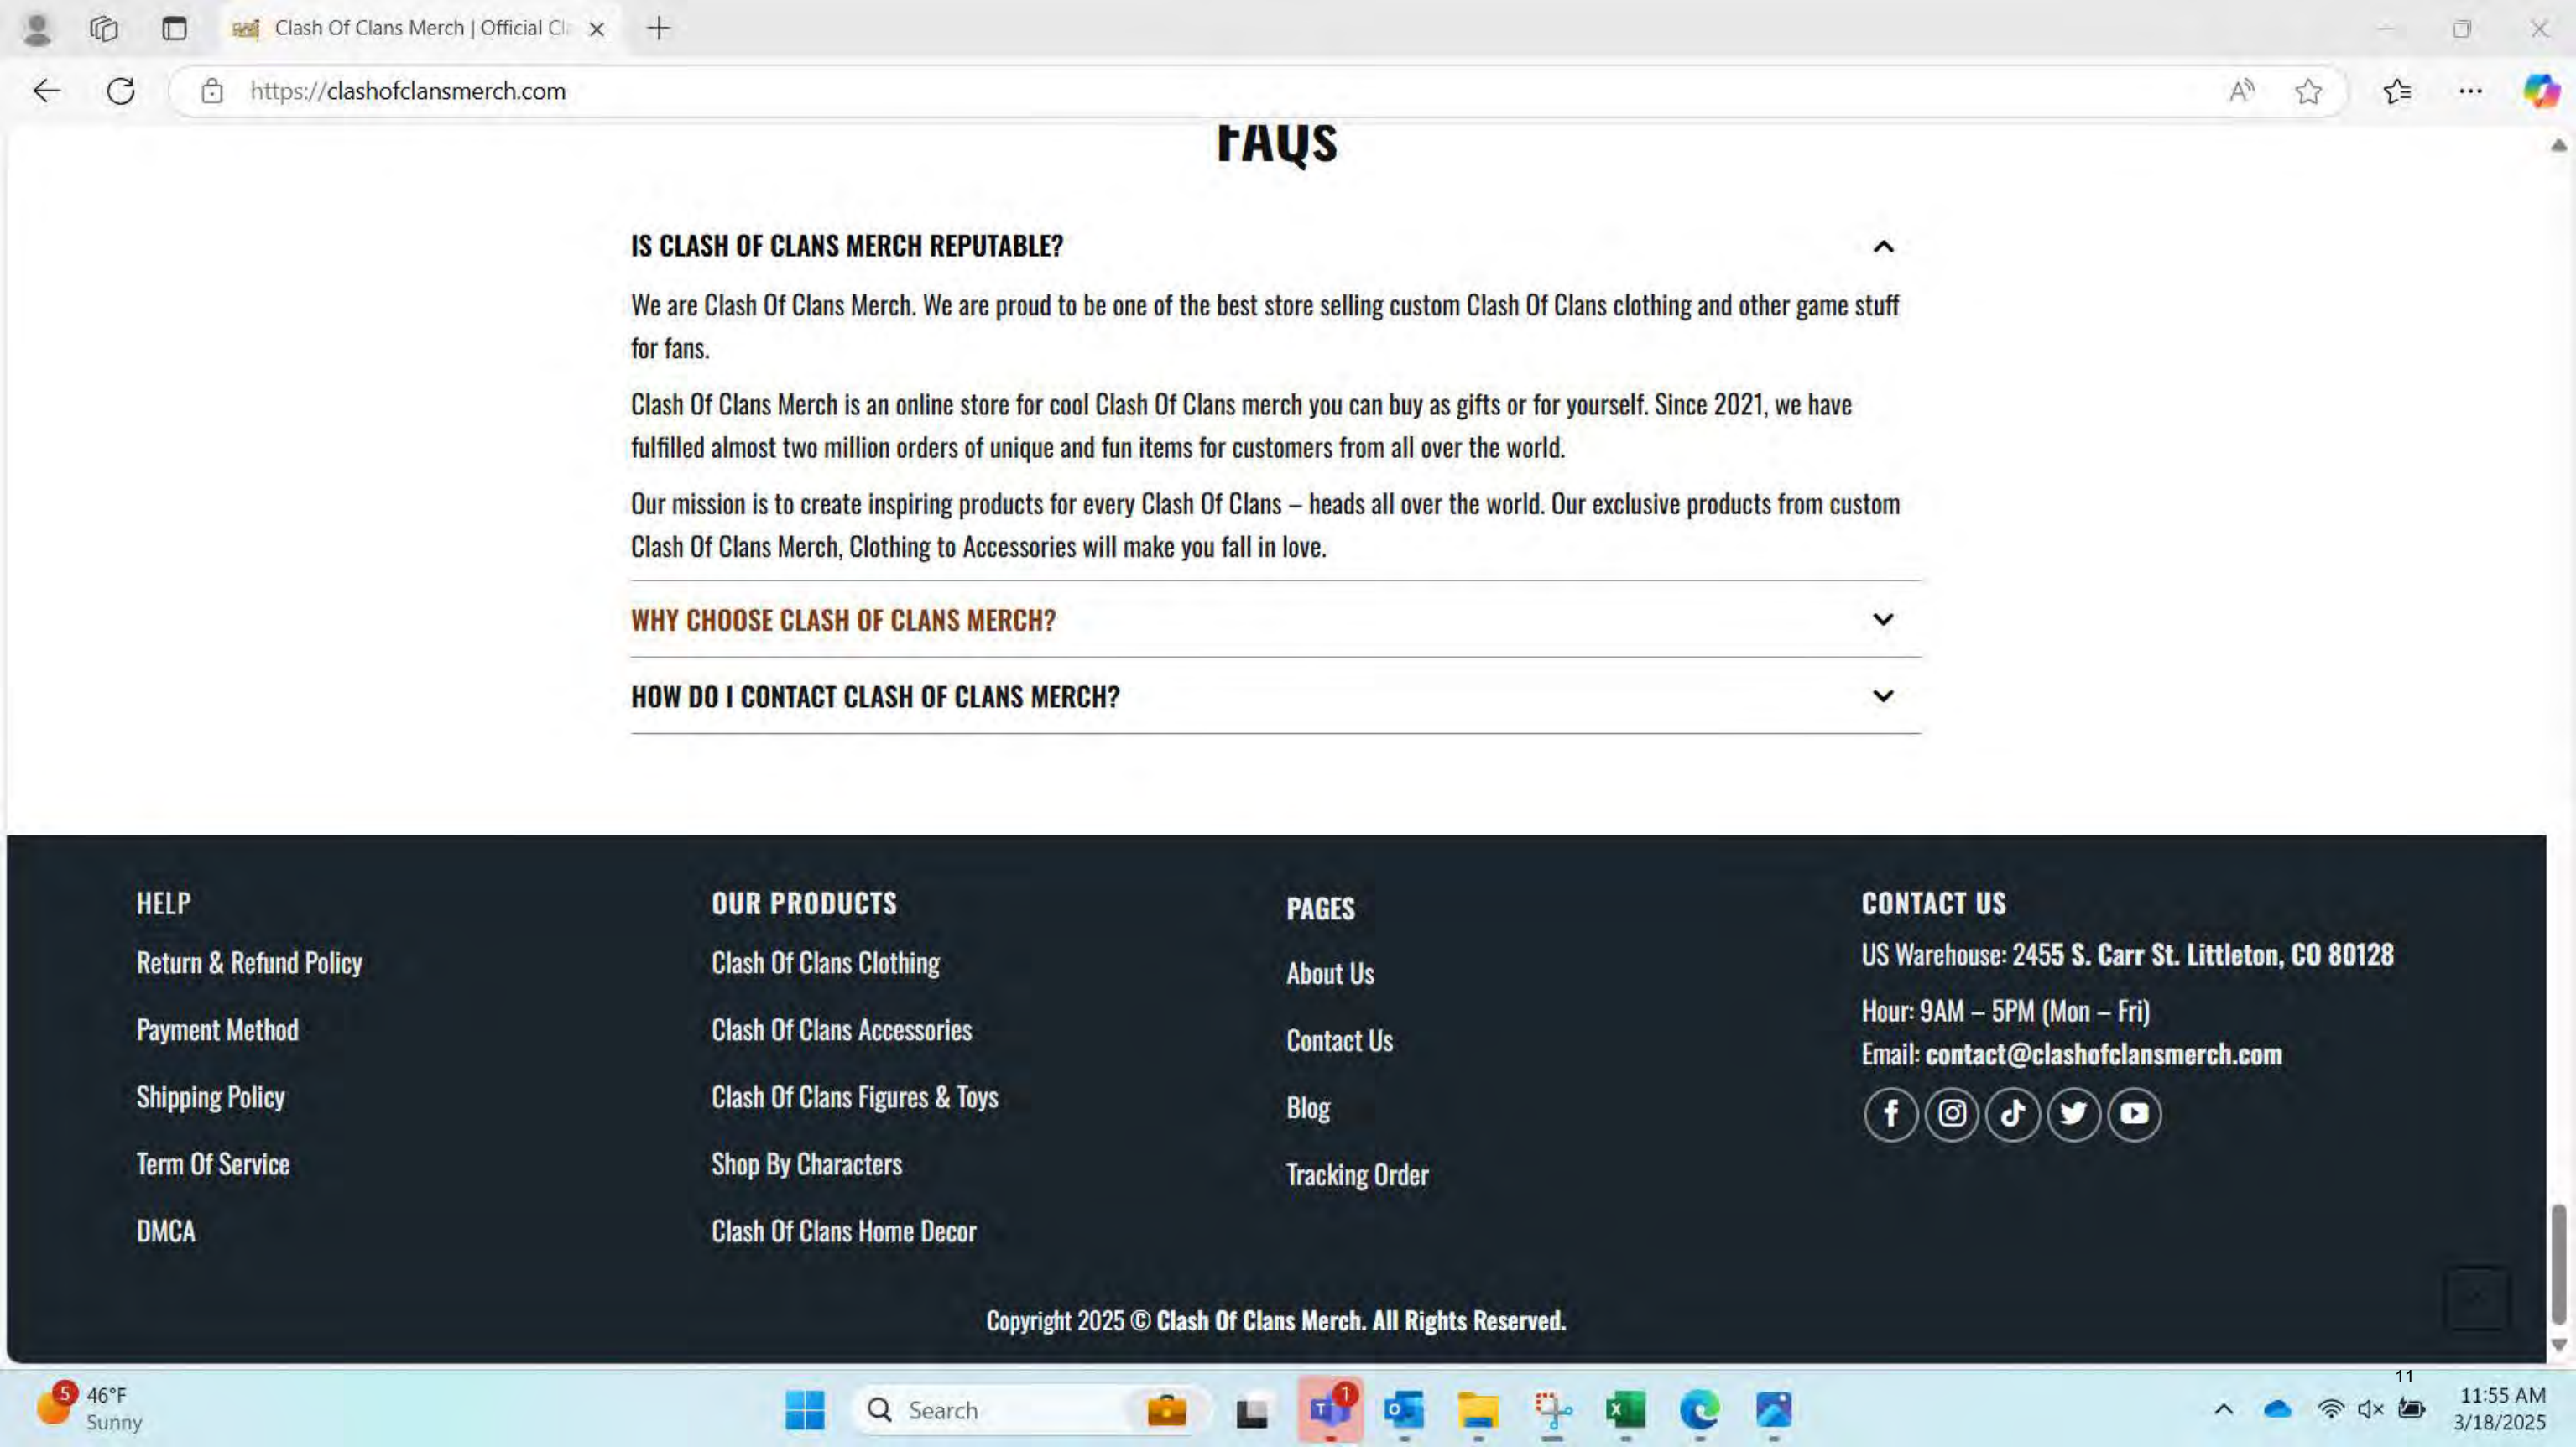 Clash Of Clans Merch | Official Cl
https://clashofclansmerch.com
FAQs
IS CLASH OF CLANS MERCH REPUTABLE?
We are Clash Of Clans Merch. We are proud to be one of the best store selling custom Clash Of Clans clothing and other game stuff
for fans.
Clash Of Clans Merch is an online store for cool Clash Of Clans merch you can buy as gifts or for yourself. Since 2021, we have
fulfilled almost two million orders of unique and fun items for customers from all over the world.
Our mission is to create inspiring products for every Clash Of Clans – heads all over the world. Our exclusive products from custom
Clash Of Clans Merch, Clothing to Accessories will make you fall in love.
WHY CHOOSE CLASH OF CLANS MERCH?
HOW DO I CONTACT CLASH OF CLANS MERCH?
HELP
Return & Refund Policy
Payment Method
Shipping Policy
Term Of Service
DMCA
OUR PRODUCTS
Clash Of Clans Clothing
Clash Of Clans Accessories
Clash Of Clans Figures & Toys
Shop By Characters
Clash Of Clans Home Decor
PAGES
About Us
Contact Us
Blog
Tracking Order
CONTACT US
US Warehouse: 2455 S. Carr St. Littleton, CO 80128
Hour: 9AM – 5PM (Mon – Fri)
Email: contact@clashofclansmerch.com
Copyright 2025 © Clash Of Clans Merch. All Rights Reserved.
11
5
46°F
Sunny
Search
1
11:55 AM
3/18/2025